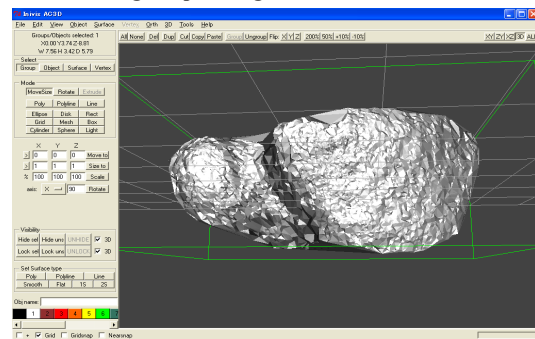 Inivis AC3D
File Edit View Object Surface Vertex Orth 3D Tools Help
Groups/Objects selected: 1
X0.00 Y3.74 Z-8.81
W 7.56 H 3.42 D 5.79
All None Del Dup Cut Copy Paste Group Ungroup Flip: X Y Z 200% 50% +10% -10% XY ZY XZ 3D ALL
Select
Group Object Surface Vertex
Mode
MoveSize Rotate Extrude
Poly Polyline Line
Ellipse Disk Rect
Grid Mesh Box
Cylinder Sphere Light
X Y Z
0 0 0 Move to
1 1 1 Size to
% 100 100 100 Scale
axis: X 90 Rotate
Visibility
Hide sel Hide uns UNHIDE 3D
Lock sel Lock uns UNLOCK 3D
Set Surface type
Poly Polyline Line
Smooth Flat 1S 2S
Obj name:
1 2 3 4 5 6 7
+ Grid Gridsnap Nearsnap